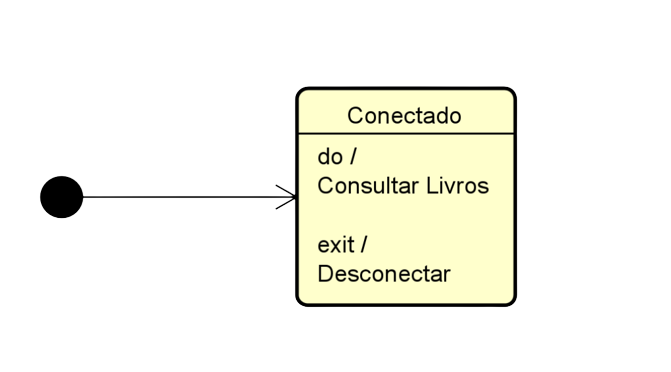 Conectado
do /
Consultar Livros
exit /
Desconectar